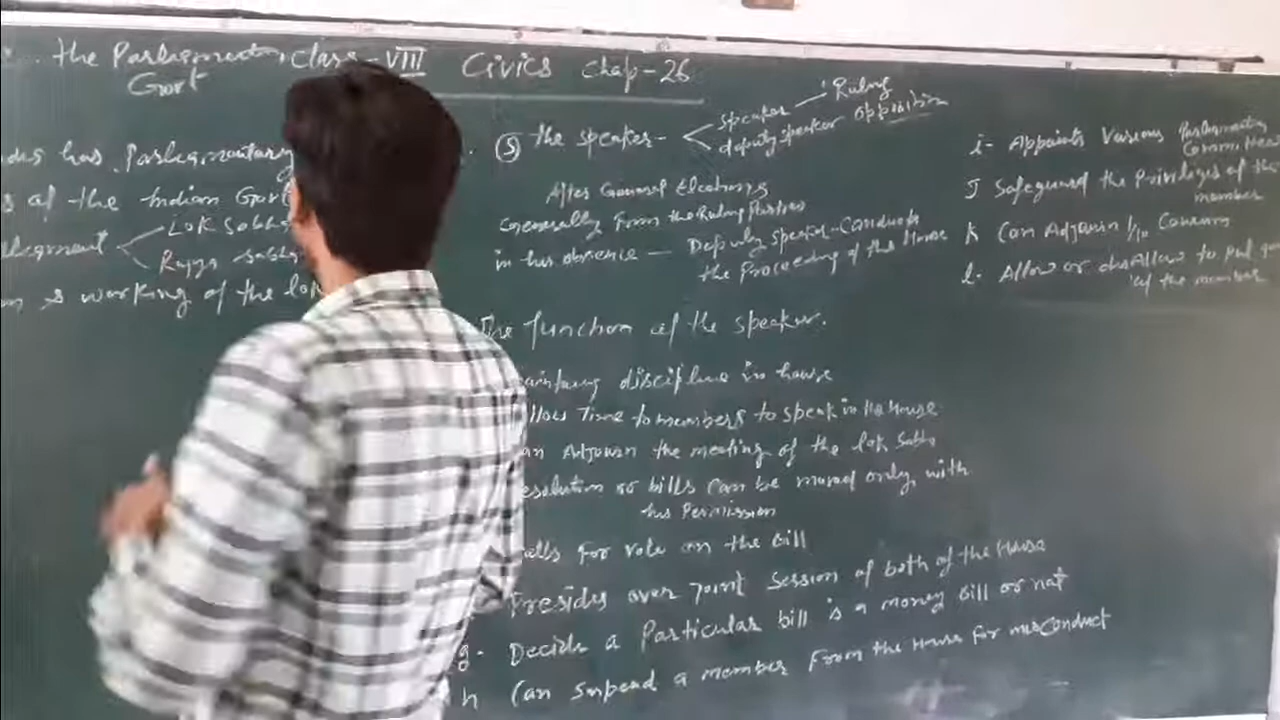 the Parliamentary class-VIII Civics Chap-26
Govt
has Parliamentary
of the Indian Govt
Lok Sabha
Rajya Sabha
& working of the lok
(5) the speaker- speaker - Ruling
deputy speaker opposition
After General Elections
Generally from the Ruling Parties
in his absence - Deputy Speaker-Conducts
the Proceeding of the House
The function of the speaker.
discipline in house
Allow Time to members to speak in the House
Can Adjourn the meeting of the lok Sabha
Resolution or bills can be moved only with
his Permission
Calls for vote on the bill
Presides over joint Session of both of the House
g. Decide a Particular bill is a money bill or not
h Can Suspend a member From the House for misconduct
i- Appoints Various Parliamentary
Committees
J Safeguard the Privileges of the
member
K Can Adjourn
l. Allow or disAllow to put
of the member